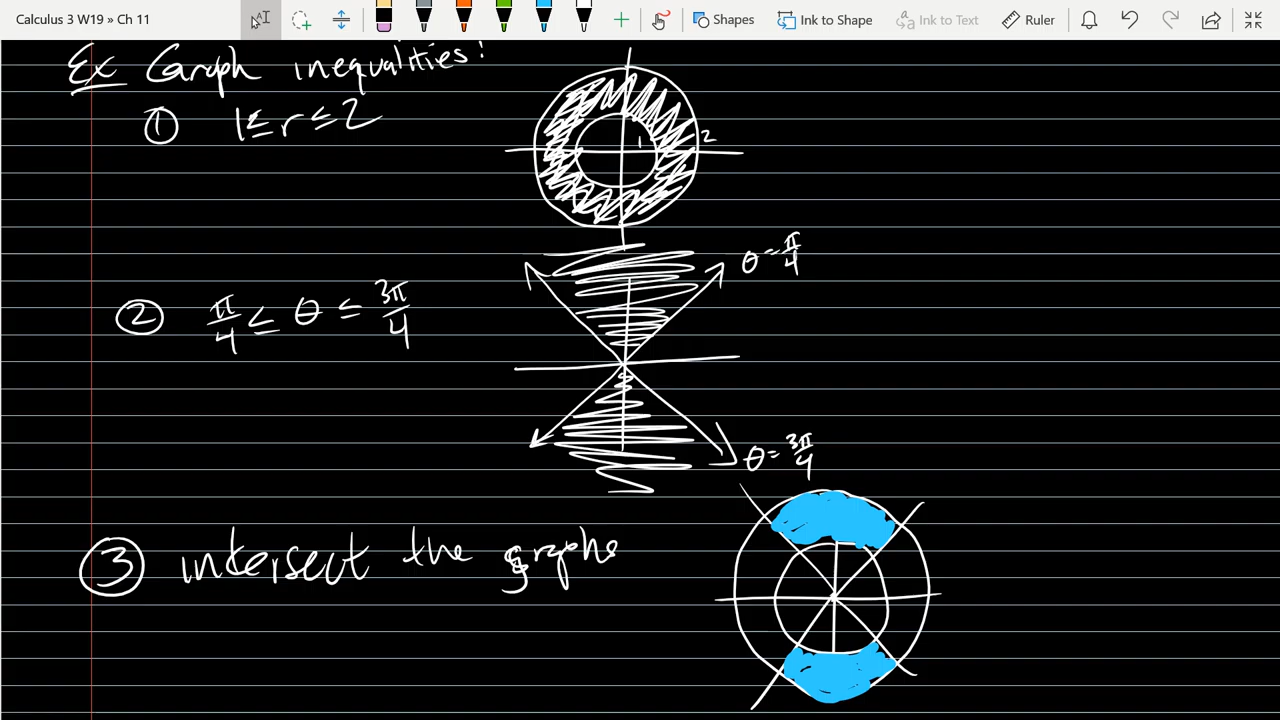 Calculus 3 W19 » Ch 11
Shapes
Ink to Shape
Ink to Text
Ruler
Ex Graph inequalities:
① 1 ≤ r ≤ 2
1
2
② π/4 ≤ θ ≤ 3π/4
θ = π/4
θ = 3π/4
③ intersect the graphs